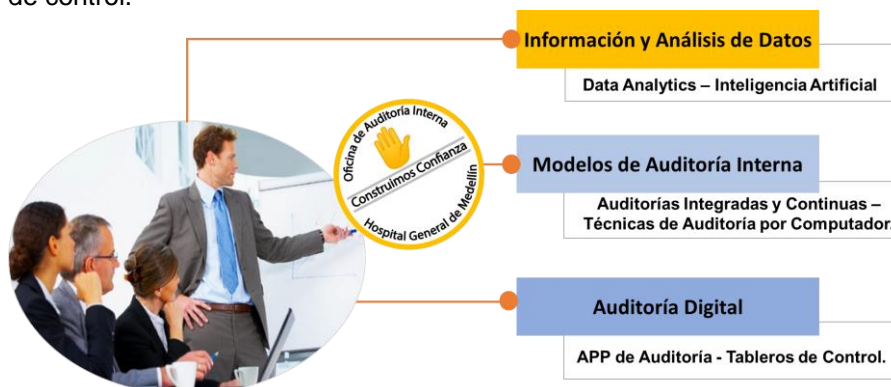 de control.
Información y Análisis de Datos
Data Analytics – Inteligencia Artificial
Oficina de Auditoría Interna
Construimos Confianza
Hospital General de Medellín
Modelos de Auditoría Interna
Auditorías Integradas y Continuas –
Técnicas de Auditoría por Computador.
Auditoría Digital
APP de Auditoría - Tableros de Control.